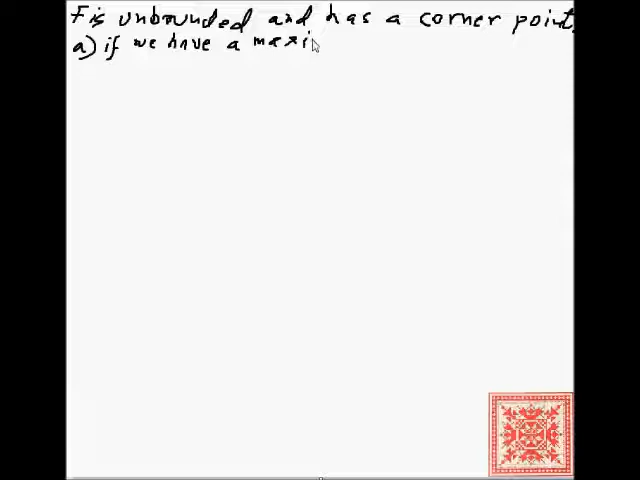 F is unbounded and has a corner point.
a) if we have a maxi